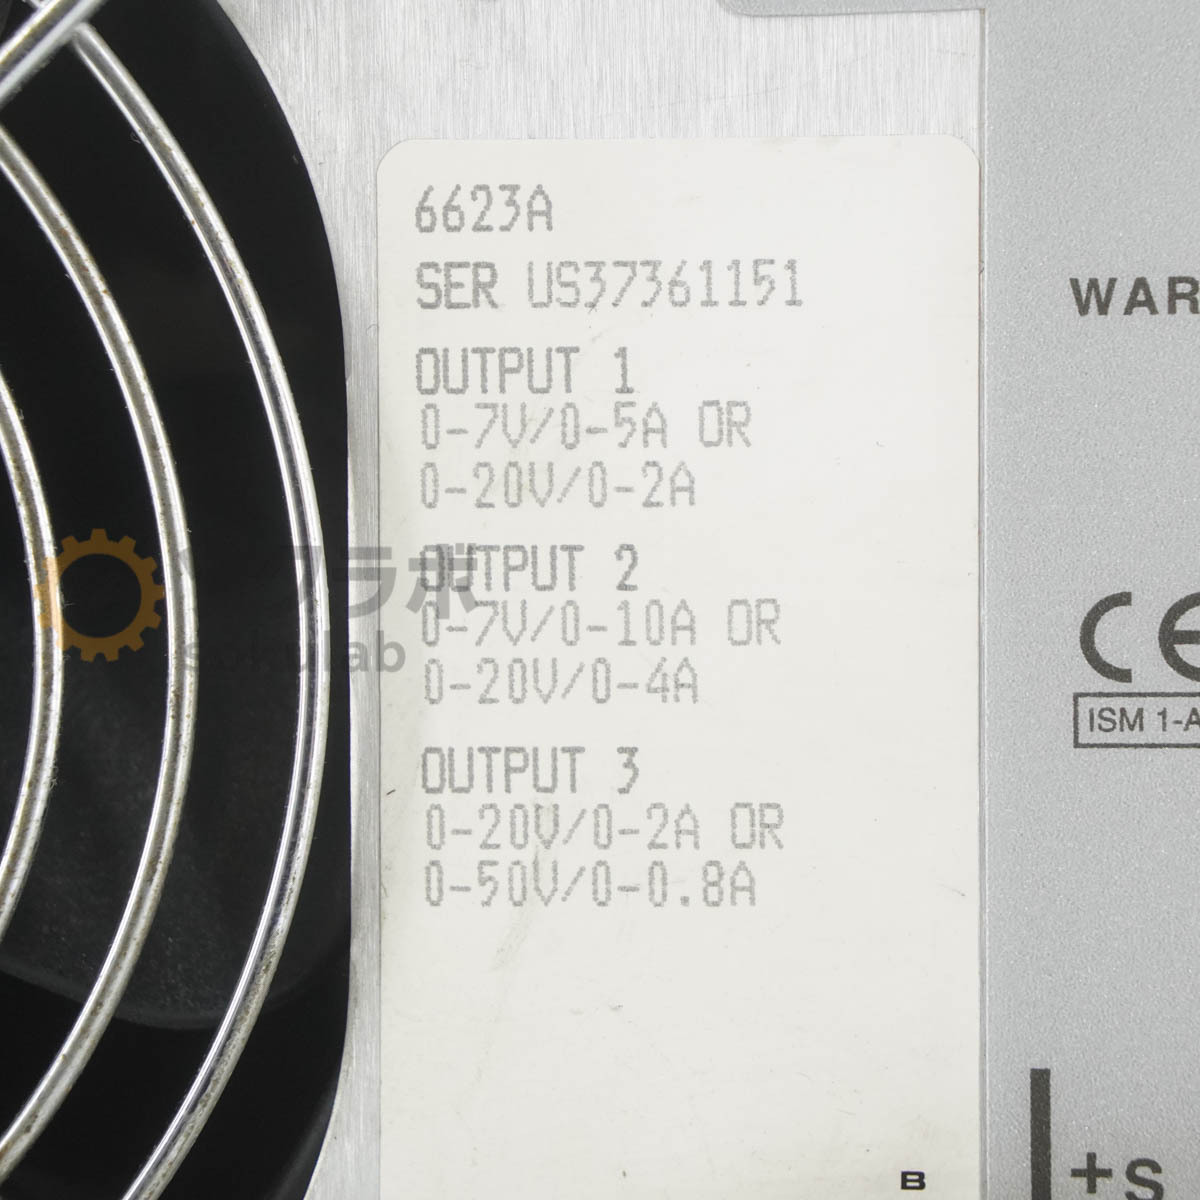 6623A
SER US37361151
OUTPUT 1
0-7V/0-5A OR
0-20V/0-2A
OUTPUT 2
0-7V/0-10A OR
0-20V/0-4A
OUTPUT 3
0-20V/0-2A OR
0-50V/0-0.8A
B
WAR
CE
ISM 1-A
+S